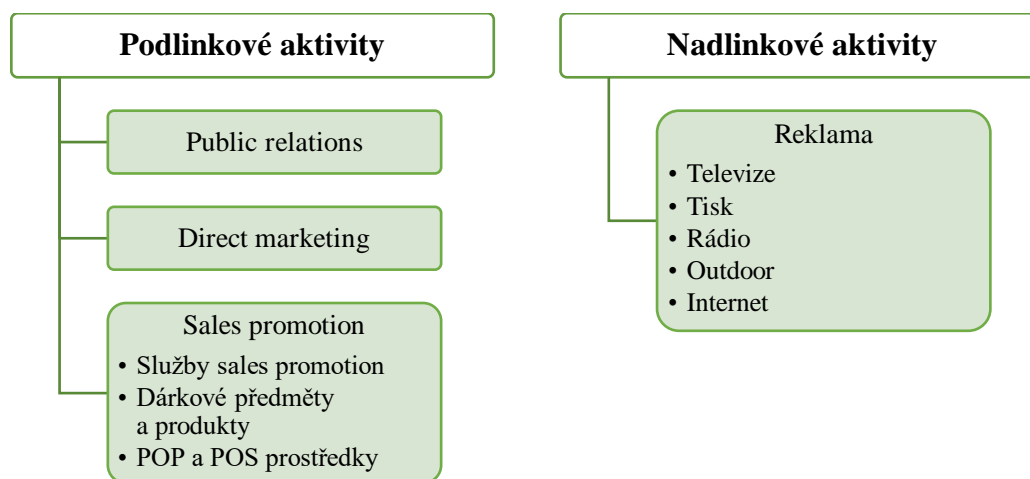 Podlinkové aktivity
Public relations
Direct marketing
Sales promotion
• Služby sales promotion
• Dárkové předměty
a produkty
• POP a POS prostředky
Nadlinkové aktivity
Reklama
• Televize
• Tisk
• Rádio
• Outdoor
• Internet